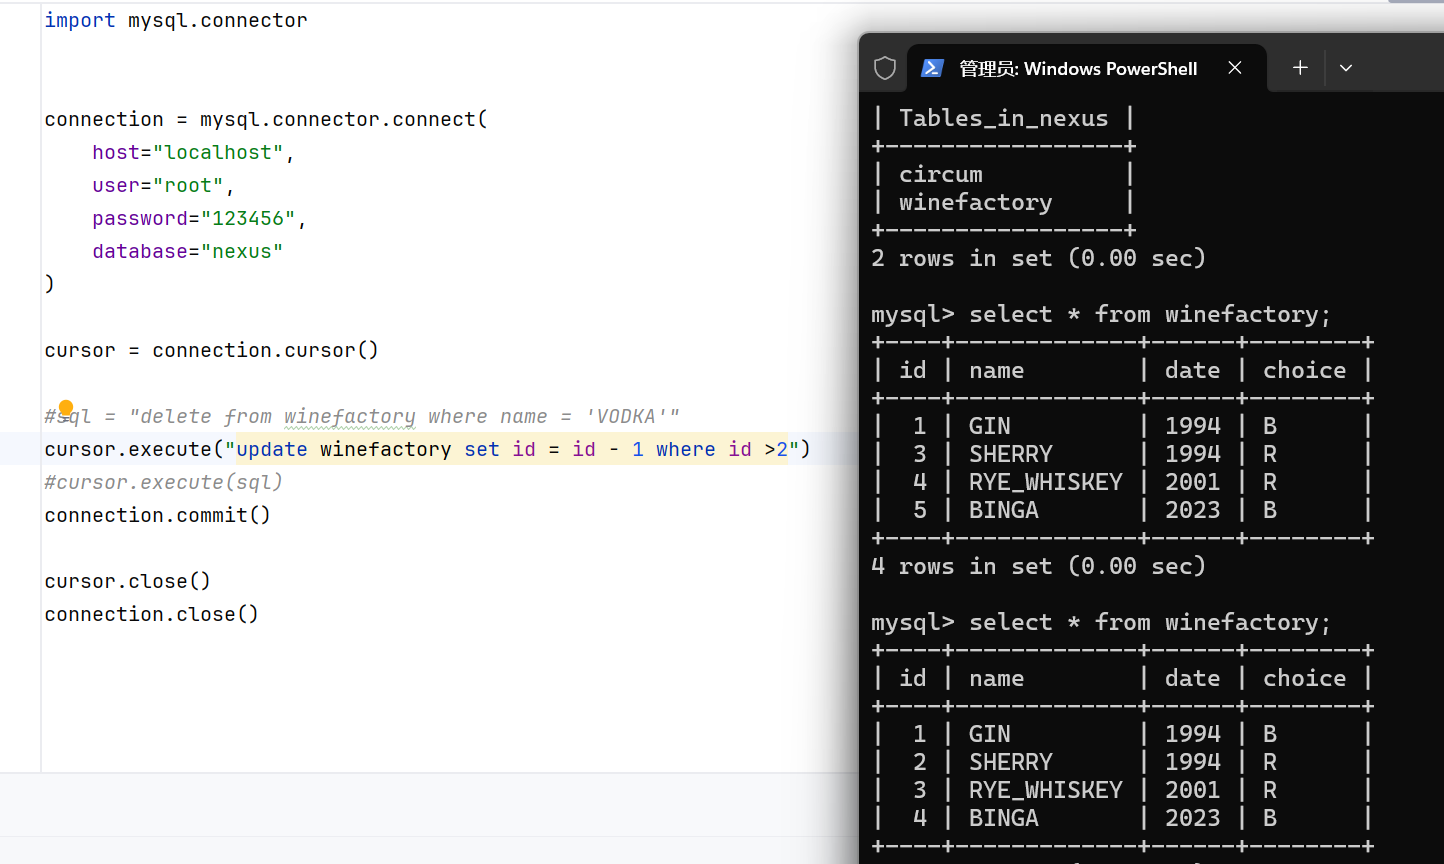 import mysql.connector
connection = mysql.connector.connect(
    host="localhost",
    user="root",
    password="123456",
    database="nexus"
)
cursor = connection.cursor()
#sql = "delete from winefactory where name = 'VODKA'"
cursor.execute("update winefactory set id = id - 1 where id >2")
#cursor.execute(sql)
connection.commit()
cursor.close()
connection.close()
管理员: Windows PowerShell
| Tables_in_nexus |
+-----------------+
| circum          |
| winefactory     |
+-----------------+
2 rows in set (0.00 sec)
mysql> select * from winefactory;
+----+-------------+------+--------+
| id | name        | date | choice |
+----+-------------+------+--------+
|  1 | GIN         | 1994 | B      |
|  3 | SHERRY      | 1994 | R      |
|  4 | RYE_WHISKEY | 2001 | R      |
|  5 | BINGA       | 2023 | B      |
+----+-------------+------+--------+
4 rows in set (0.00 sec)
mysql> select * from winefactory;
+----+-------------+------+--------+
| id | name        | date | choice |
+----+-------------+------+--------+
|  1 | GIN         | 1994 | B      |
|  2 | SHERRY      | 1994 | R      |
|  3 | RYE_WHISKEY | 2001 | R      |
|  4 | BINGA       | 2023 | B      |
+----+-------------+------+--------+